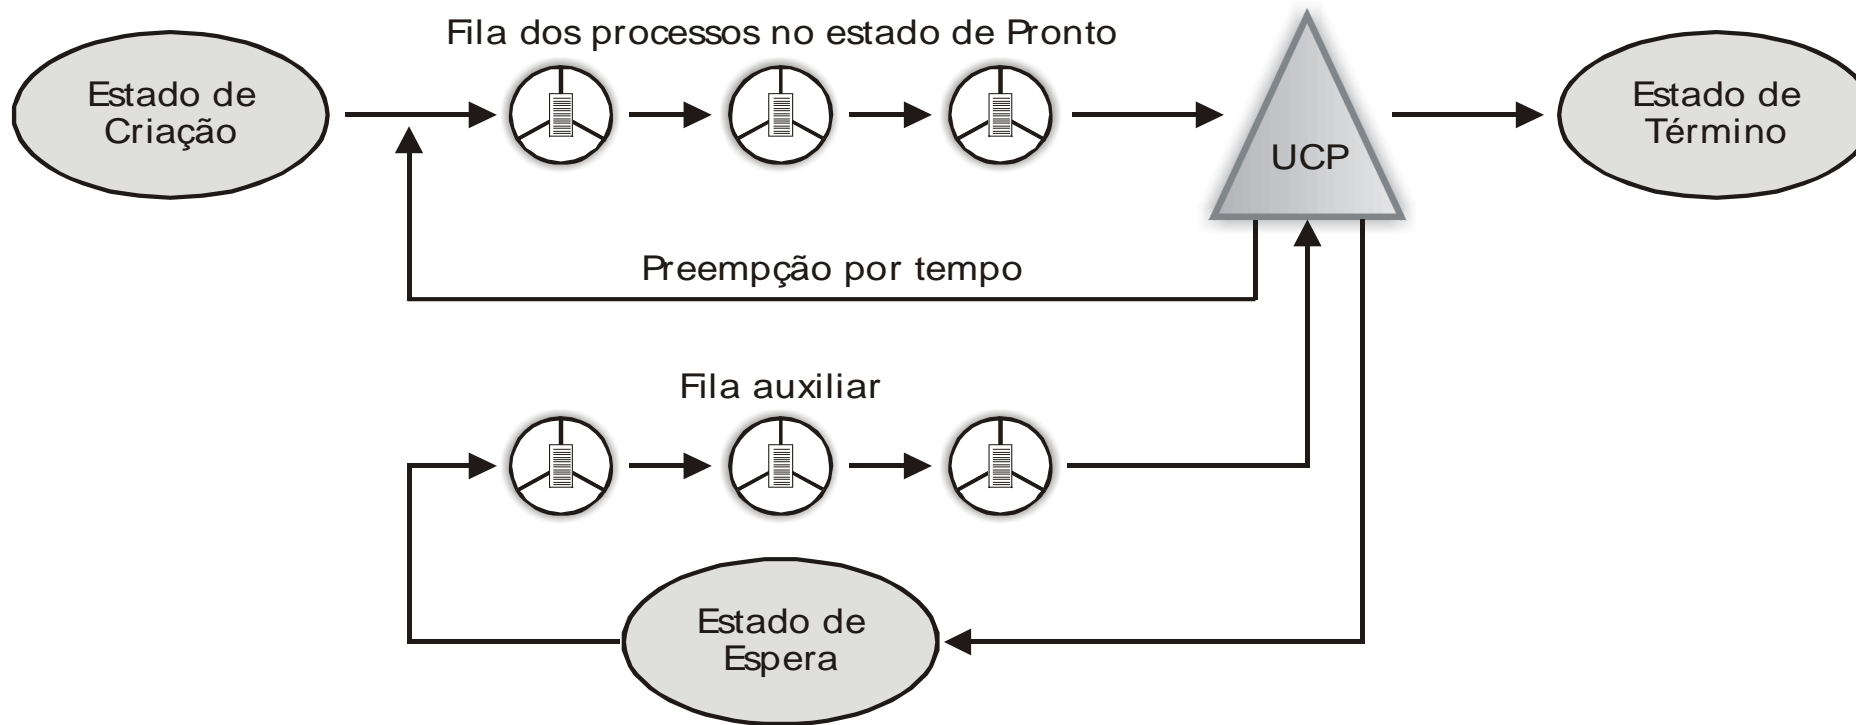 Fila dos processos no estado de Pronto
Estado de
Criação
UCP
Estado de
Término
Preempção por tempo
Fila auxiliar
Estado de
Espera